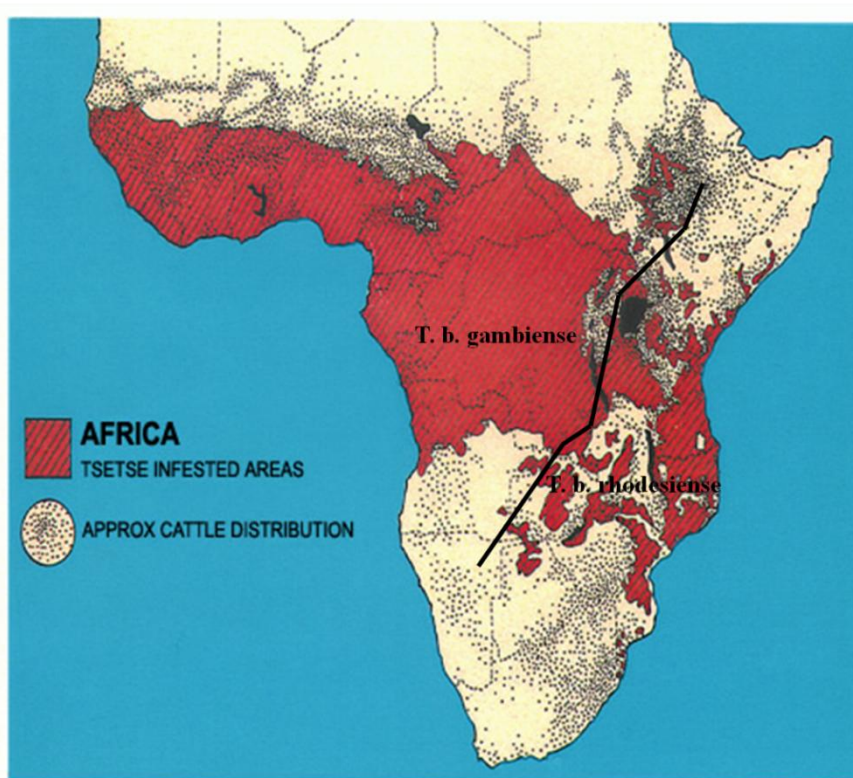 T. b. gambiense
AFRICA
TSETSE INFESTED AREAS
T. b. rhodesiense
APPROX CATTLE DISTRIBUTION